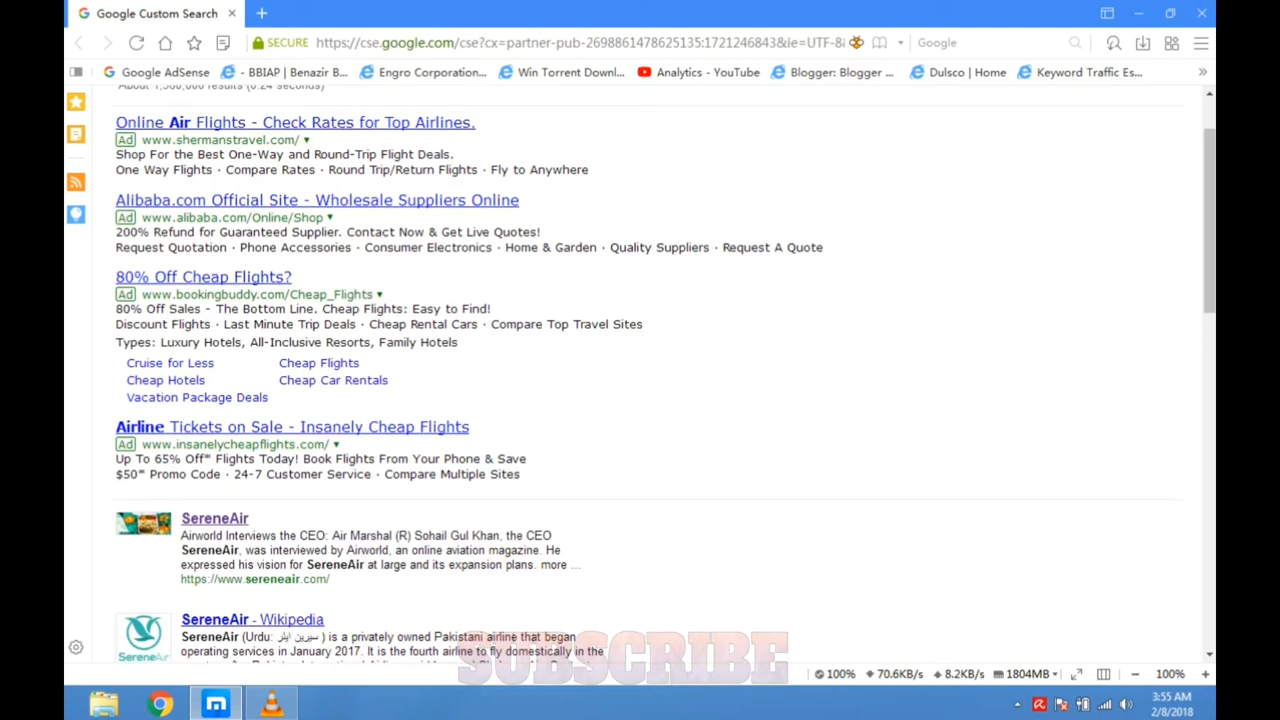 Google Custom Search
SECURE https://cse.google.com/cse?cx=partner-pub-2698861478625135:1721246843&ie=UTF-8& Google
Google AdSense - BBIAP | Benazir B... Engro Corporation... Win Torrent Downl... Analytics - YouTube Blogger: Blogger ... Dulsco | Home Keyword Traffic Es... »
About 1,580,000 results (0.24 seconds)
Online Air Flights - Check Rates for Top Airlines.
Ad www.shermanstravel.com/ ▼
Shop For the Best One-Way and Round-Trip Flight Deals.
One Way Flights · Compare Rates · Round Trip/Return Flights · Fly to Anywhere
Alibaba.com Official Site - Wholesale Suppliers Online
Ad www.alibaba.com/Online/Shop ▼
200% Refund for Guaranteed Supplier. Contact Now & Get Live Quotes!
Request Quotation · Phone Accessories · Consumer Electronics · Home & Garden · Quality Suppliers · Request A Quote
80% Off Cheap Flights?
Ad www.bookingbuddy.com/Cheap_Flights ▼
80% Off Sales - The Bottom Line. Cheap Flights: Easy to Find!
Discount Flights · Last Minute Trip Deals · Cheap Rental Cars · Compare Top Travel Sites
Types: Luxury Hotels, All-Inclusive Resorts, Family Hotels
Cruise for Less Cheap Flights
Cheap Hotels Cheap Car Rentals
Vacation Package Deals
Airline Tickets on Sale - Insanely Cheap Flights
Ad www.insanelycheapflights.com/ ▼
Up To 65% Off* Flights Today! Book Flights From Your Phone & Save
$50* Promo Code · 24-7 Customer Service · Compare Multiple Sites
SereneAir
Airworld Interviews the CEO: Air Marshal (R) Sohail Gul Khan, the CEO
SereneAir, was interviewed by Airworld, an online aviation magazine. He
expressed his vision for SereneAir at large and its expansion plans. more ...
https://www.sereneair.com/
SereneAir - Wikipedia
SereneAir (Urdu: سیرین ایئر ) is a privately owned Pakistani airline that began
operating services in January 2017. It is the fourth airline to fly domestically in the
SereneAir
SUBSCRIBE
100% 70.6KB/s 8.2KB/s 1804MB 100%
3:55 AM
2/8/2018